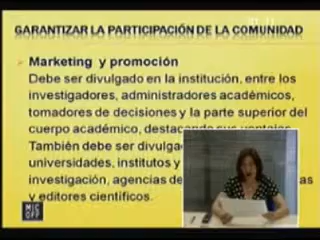 GARANTIZAR LA PARTICIPACIÓN DE LA COMUNIDAD
Marketing y promoción
Debe ser divulgado en la institución, entre los
investigadores, administradores académicos,
tomadores de decisiones y la parte superior del
cuerpo académico, destacando sus ventajas.
También debe ser divulga
universidades, institutos y
investigación, agencias de as
y editores científicos.
MIC
OFF